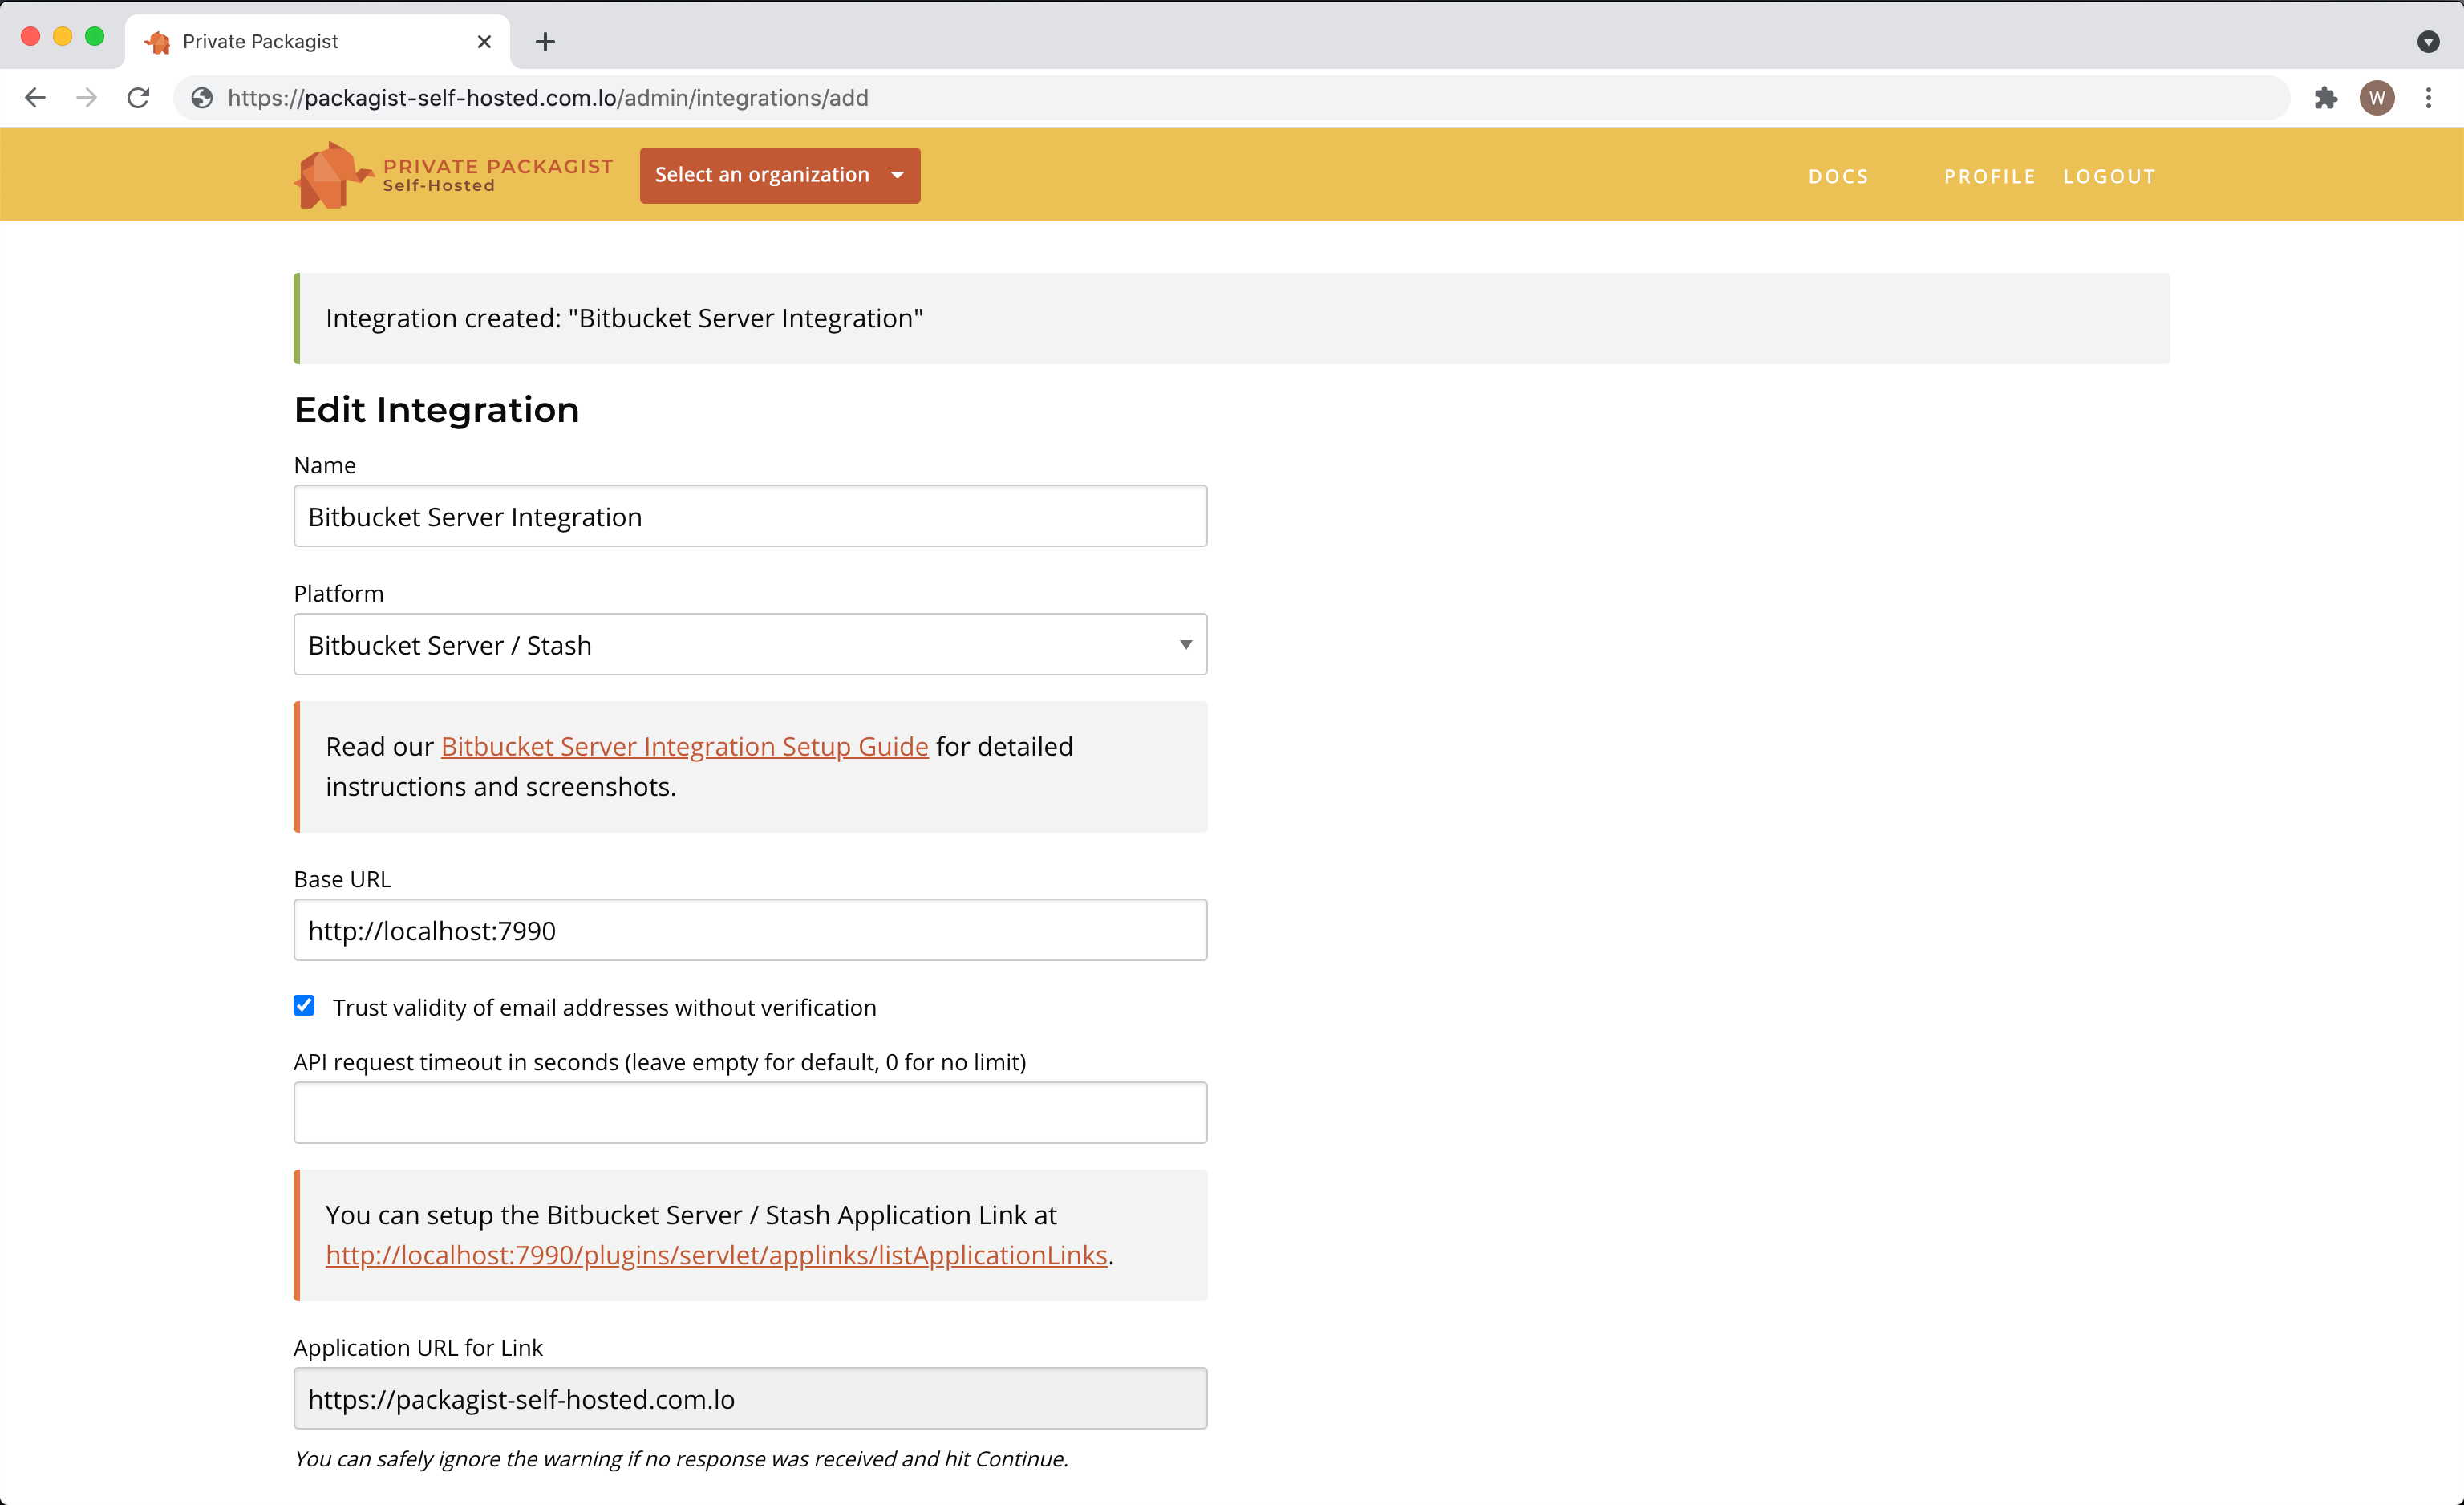 Private Packagist
https://packagist-self-hosted.com.lo/admin/integrations/add
W
PRIVATE PACKAGIST
Self-Hosted
Select an organization
DOCS
PROFILE
LOGOUT
Integration created: "Bitbucket Server Integration"
Edit Integration
Name
Bitbucket Server Integration
Platform
Bitbucket Server / Stash
Read our Bitbucket Server Integration Setup Guide for detailed
instructions and screenshots.
Base URL
http://localhost:7990
Trust validity of email addresses without verification
API request timeout in seconds (leave empty for default, 0 for no limit)
You can setup the Bitbucket Server / Stash Application Link at
http://localhost:7990/plugins/servlet/applinks/listApplicationLinks.
Application URL for Link
https://packagist-self-hosted.com.lo
You can safely ignore the warning if no response was received and hit Continue.